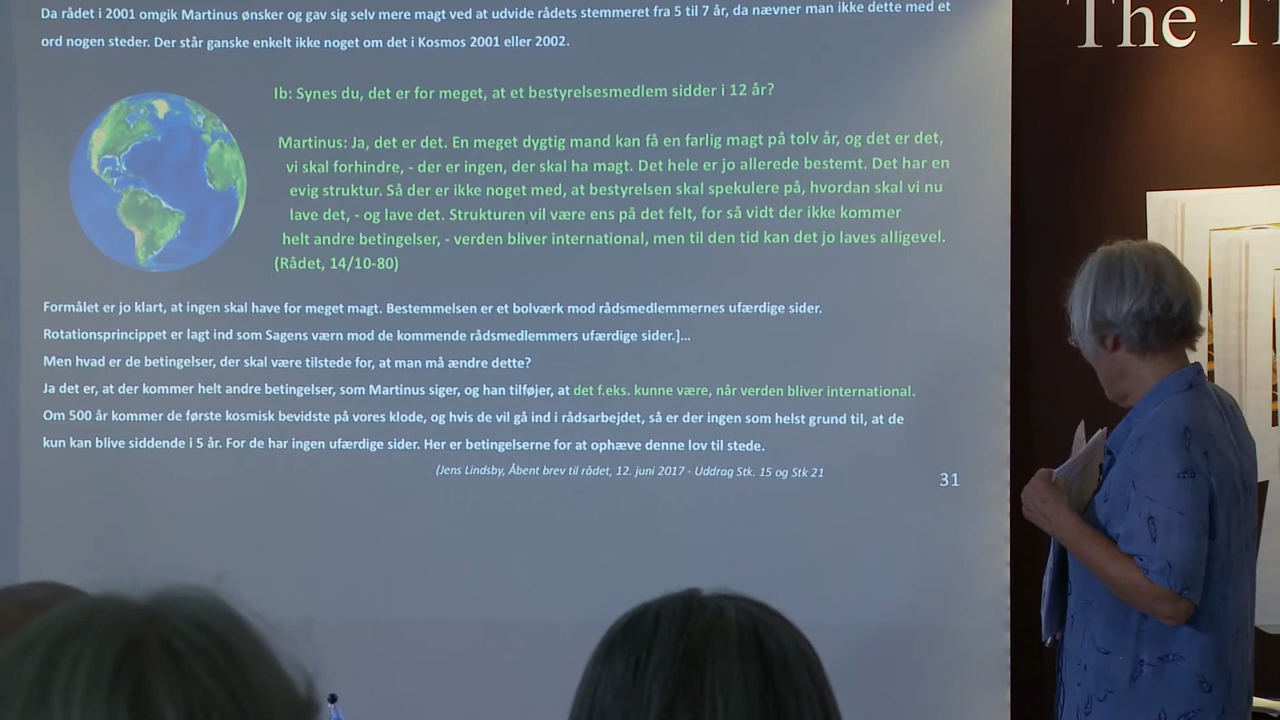 Da rådet i 2001 omgik Martinus ønsker og gav sig selv mere magt ved at udvide rådets stemmeret fra 5 til 7 år, da nævner man ikke dette med et
ord nogen steder. Der står ganske enkelt ikke noget om det i Kosmos 2001 eller 2002.
Ib: Synes du, det er for meget, at et bestyrelsesmedlem sidder i 12 år?
Martinus: Ja, det er det. En meget dygtig mand kan få en farlig magt på tolv år, og det er det,
vi skal forhindre, - der er ingen, der skal ha magt. Det hele er jo allerede bestemt. Det har en
evig struktur. Så der er ikke noget med, at bestyrelsen skal spekulere på, hvordan skal vi nu
lave det, - og lave det. Strukturen vil være ens på det felt, for så vidt der ikke kommer
helt andre betingelser, - verden bliver international, men til den tid kan det jo laves alligevel.
(Rådet, 14/10-80)
Formålet er jo klart, at ingen skal have for meget magt. Bestemmelsen er et bolværk mod rådsmedlemmernes ufærdige sider.
Rotationsprincippet er lagt ind som Sagens værn mod de kommende rådsmedlemmers ufærdige sider.]...
Men hvad er de betingelser, der skal være tilstede for, at man må ændre dette?
Ja det er, at der kommer helt andre betingelser, som Martinus siger, og han tilføjer, at det f.eks. kunne være, når verden bliver international.
Om 500 år kommer de første kosmisk bevidste på vores klode, og hvis de vil gå ind i rådsarbejdet, så er der ingen som helst grund til, at de
kun kan blive siddende i 5 år. For de har ingen ufærdige sider. Her er betingelserne for at ophæve denne lov til stede.
(Jens Lindsby, Åbent brev til rådet, 12. juni 2017 - Uddrag Stk. 15 og Stk 21
31
The